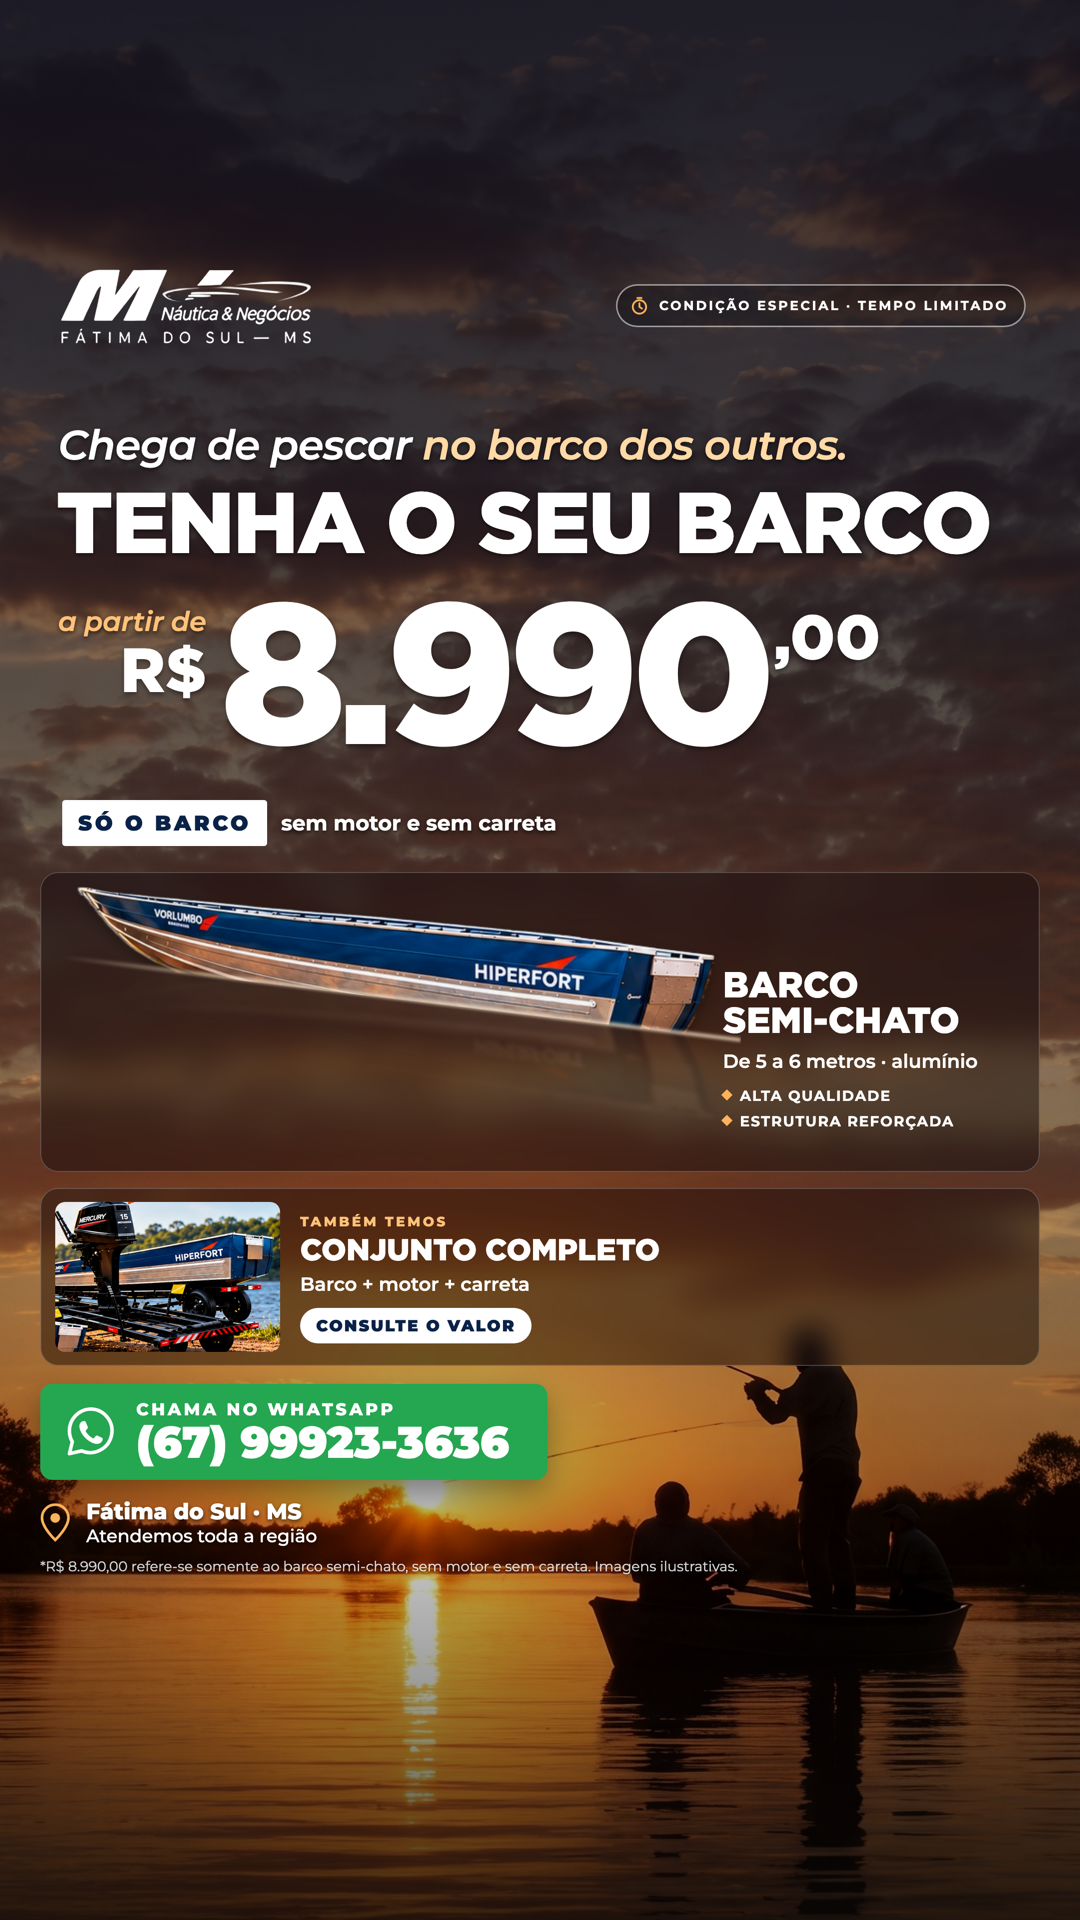 M
Náutica & Negócios
FÁTIMA DO SUL — MS
CONDIÇÃO ESPECIAL · TEMPO LIMITADO
Chega de pescar no barco dos outros.
TENHA O SEU BARCO
a partir de
R$ 8.990,00
SÓ O BARCO sem motor e sem carreta
VORLUMBO
HIPERFORT
BARCO
SEMI-CHATO
De 5 a 6 metros · alumínio
ALTA QUALIDADE
ESTRUTURA REFORÇADA
MERCURY 15
HIPERFORT
TAMBÉM TEMOS
CONJUNTO COMPLETO
Barco + motor + carreta
CONSULTE O VALOR
CHAMA NO WHATSAPP
(67) 99923-3636
Fátima do Sul · MS
Atendemos toda a região
*R$ 8.990,00 refere-se somente ao barco semi-chato, sem motor e sem carreta. Imagens ilustrativas.